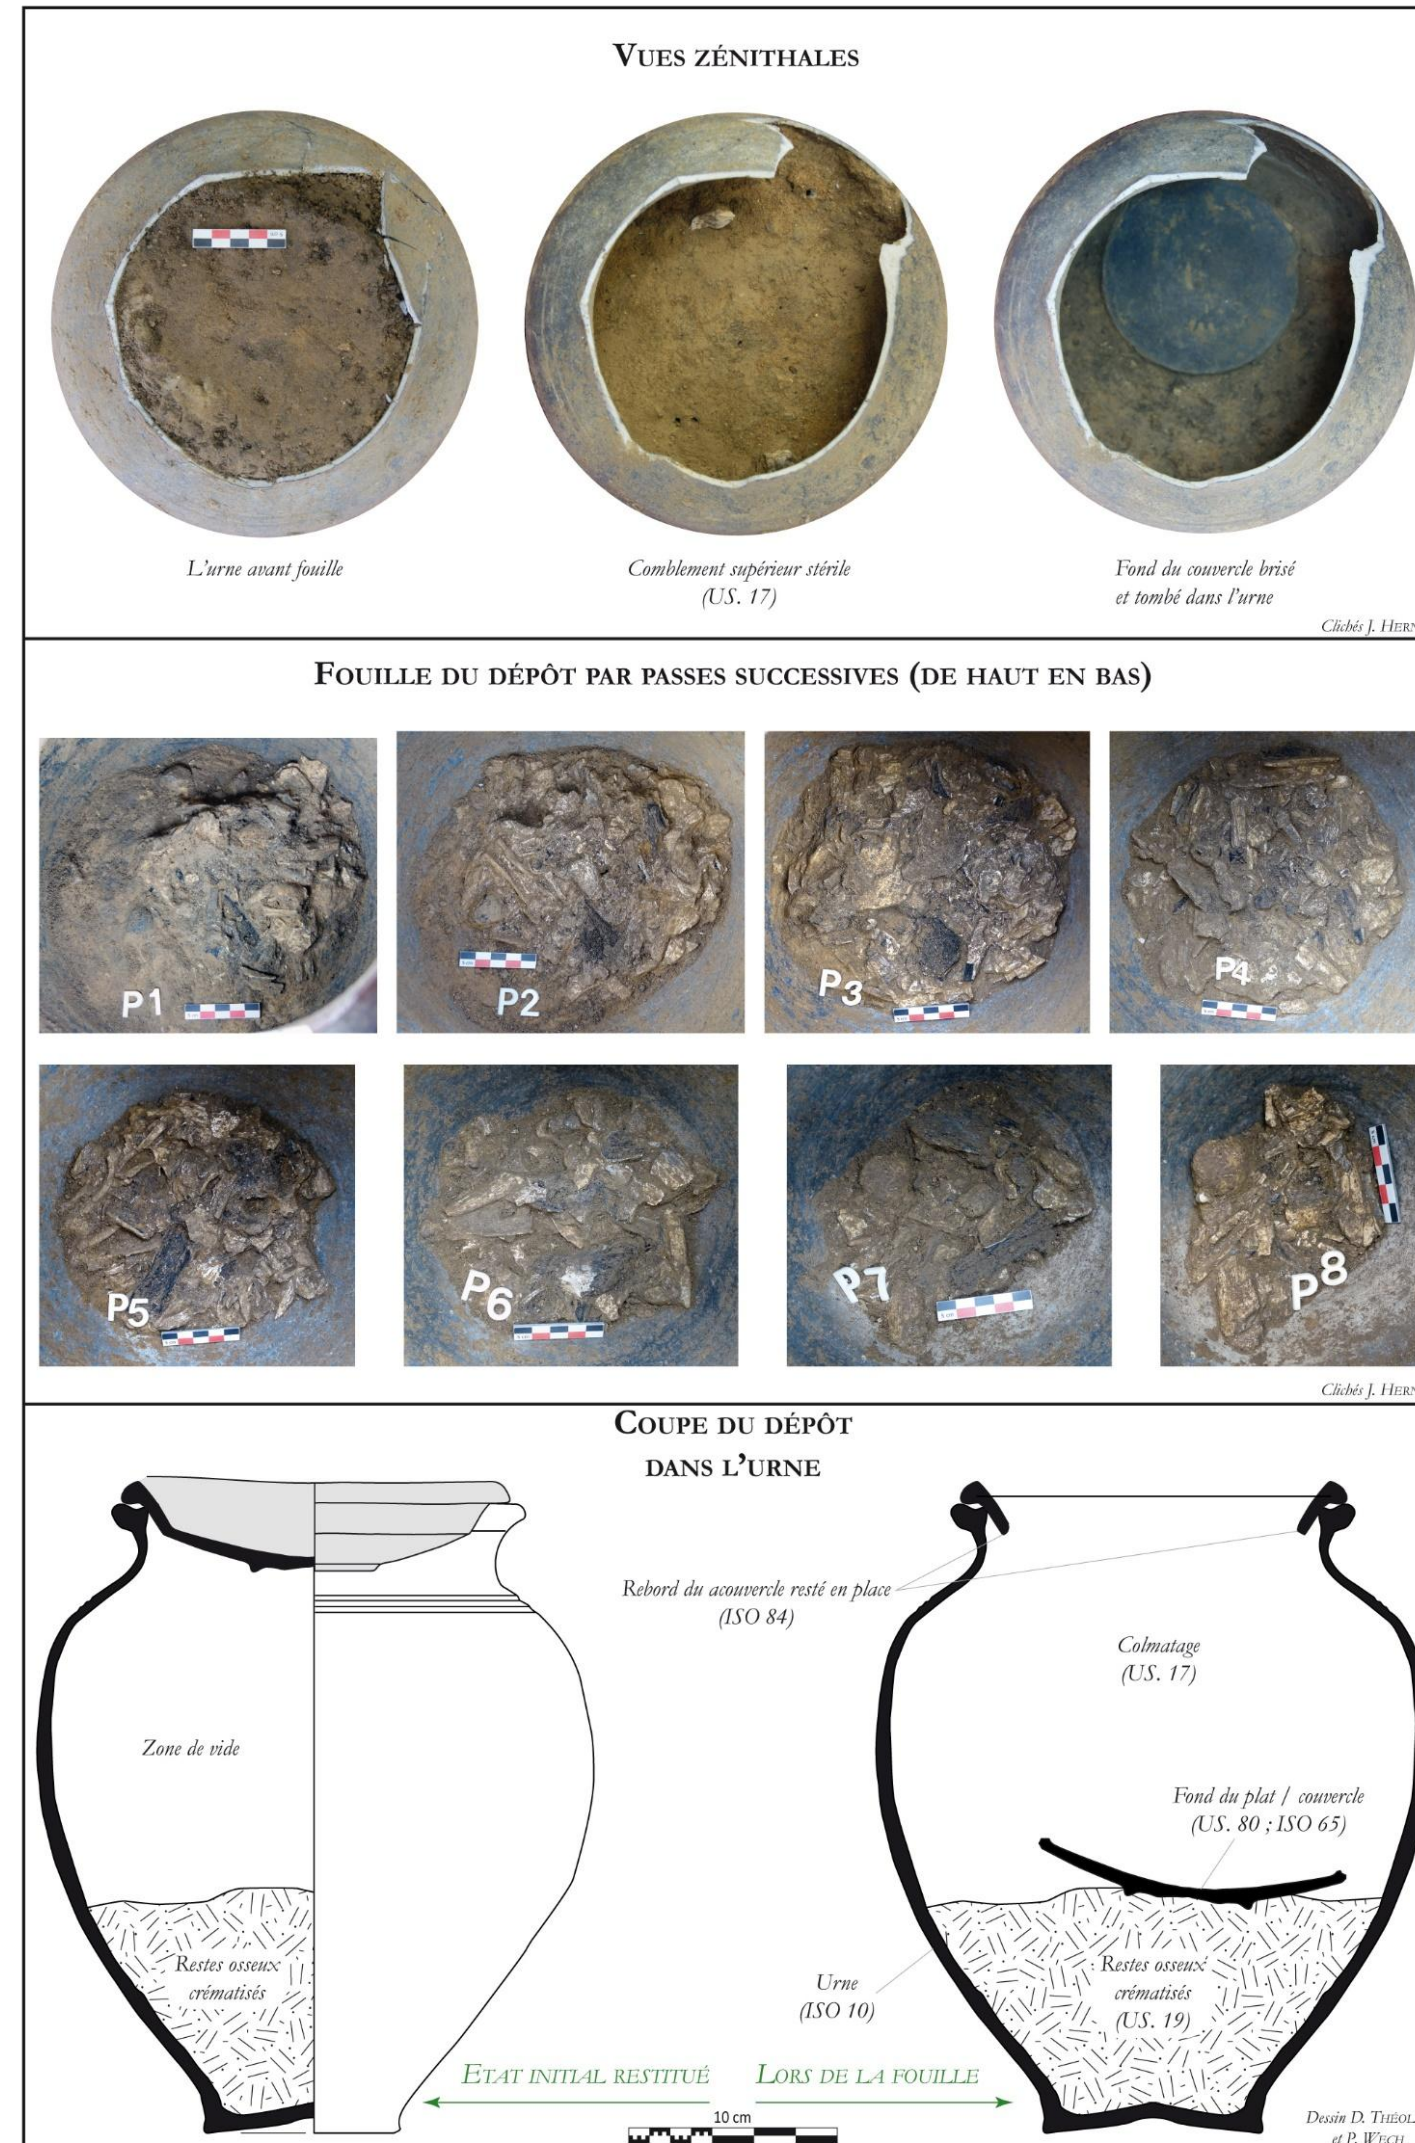 VUES ZÉNITHALES
L'urne avant fouille
Comblement supérieur stérile
(US. 17)
Fond du couvercle brisé
et tombé dans l'urne
Clichés J. HERN
FOUILLE DU DÉPÔT PAR PASSES SUCCESSIVES (DE HAUT EN BAS)
P1
P2
P3
P4
P5
P6
P7
P8
Clichés J. HERN
COUPE DU DÉPÔT
DANS L'URNE
Rebord du acouvercle resté en place
(ISO 84)
Colmatage
(US. 17)
Zone de vide
Fond du plat / couvercle
(US. 80 ; ISO 65)
Restes osseux
crématisés
Restes osseux
crématisés
(US. 19)
Urne
(ISO 10)
ETAT INITIAL RESTITUÉ
LORS DE LA FOUILLE
10 cm
Dessin D. THÉOL
et P. WECH